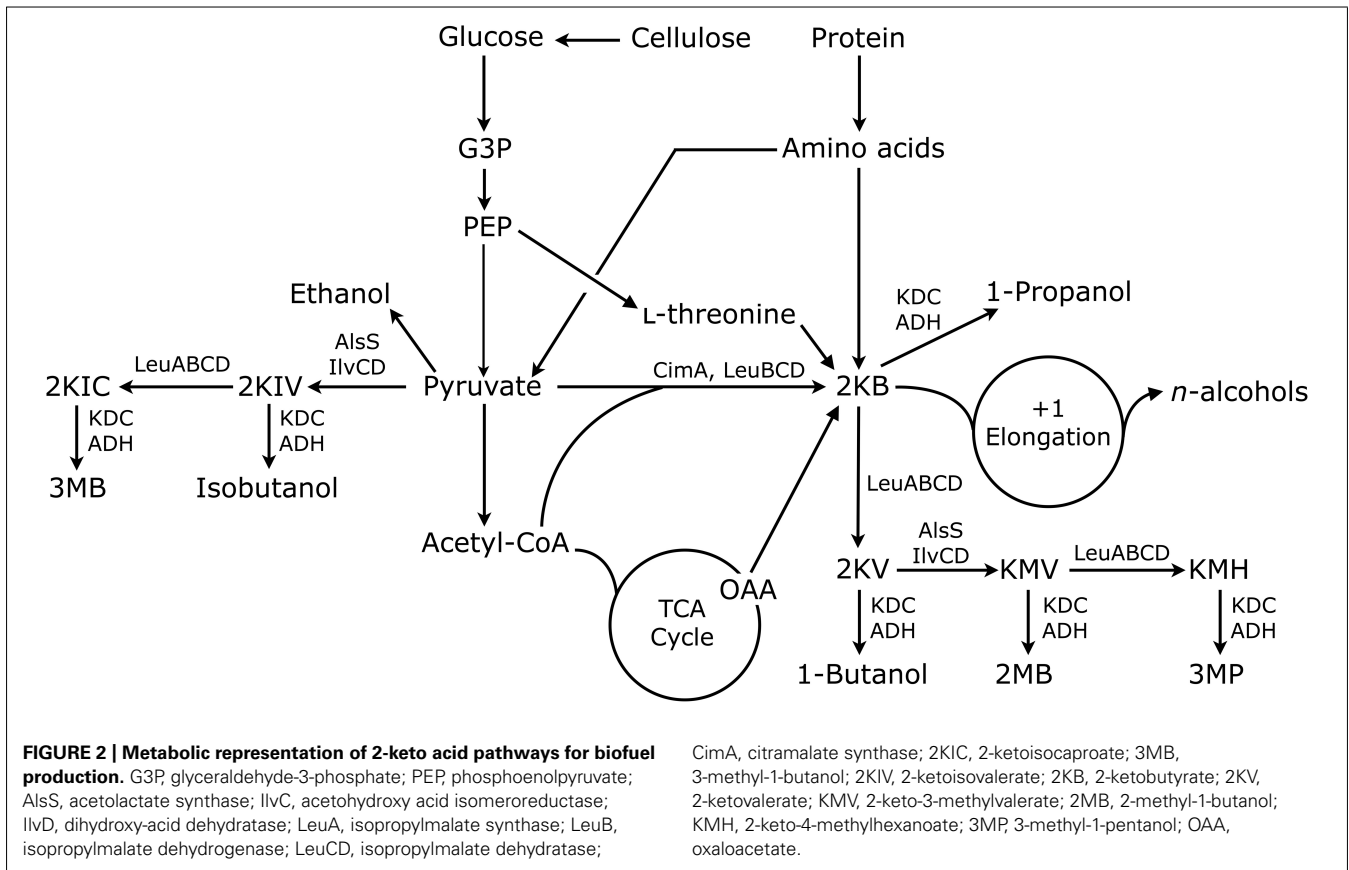 Glucose
Cellulose
Protein
G3P
Amino acids
PEP
Ethanol
L-threonine
KDC
ADH
1-Propanol
LeuABCD
AlsS
IlvCD
2KIC
2KIV
Pyruvate
CimA, LeuBCD
2KB
+1
Elongation
n-alcohols
KDC
ADH
KDC
ADH
3MB
Isobutanol
LeuABCD
Acetyl-CoA
TCA
Cycle
OAA
2KV
AlsS
IlvCD
KMV
LeuABCD
KMH
KDC
ADH
KDC
ADH
KDC
ADH
1-Butanol
2MB
3MP
FIGURE 2 | Metabolic representation of 2-keto acid pathways for biofuel
production. G3P, glyceraldehyde-3-phosphate; PEP, phosphoenolpyruvate;
AlsS, acetolactate synthase; IlvC, acetohydroxy acid isomeroreductase;
IlvD, dihydroxy-acid dehydratase; LeuA, isopropylmalate synthase; LeuB,
isopropylmalate dehydrogenase; LeuCD, isopropylmalate dehydratase;
CimA, citramalate synthase; 2KIC, 2-ketoisocaproate; 3MB,
3-methyl-1-butanol; 2KIV, 2-ketoisovalerate; 2KB, 2-ketobutyrate; 2KV,
2-ketovalerate; KMV, 2-keto-3-methylvalerate; 2MB, 2-methyl-1-butanol;
KMH, 2-keto-4-methylhexanoate; 3MP, 3-methyl-1-pentanol; OAA,
oxaloacetate.